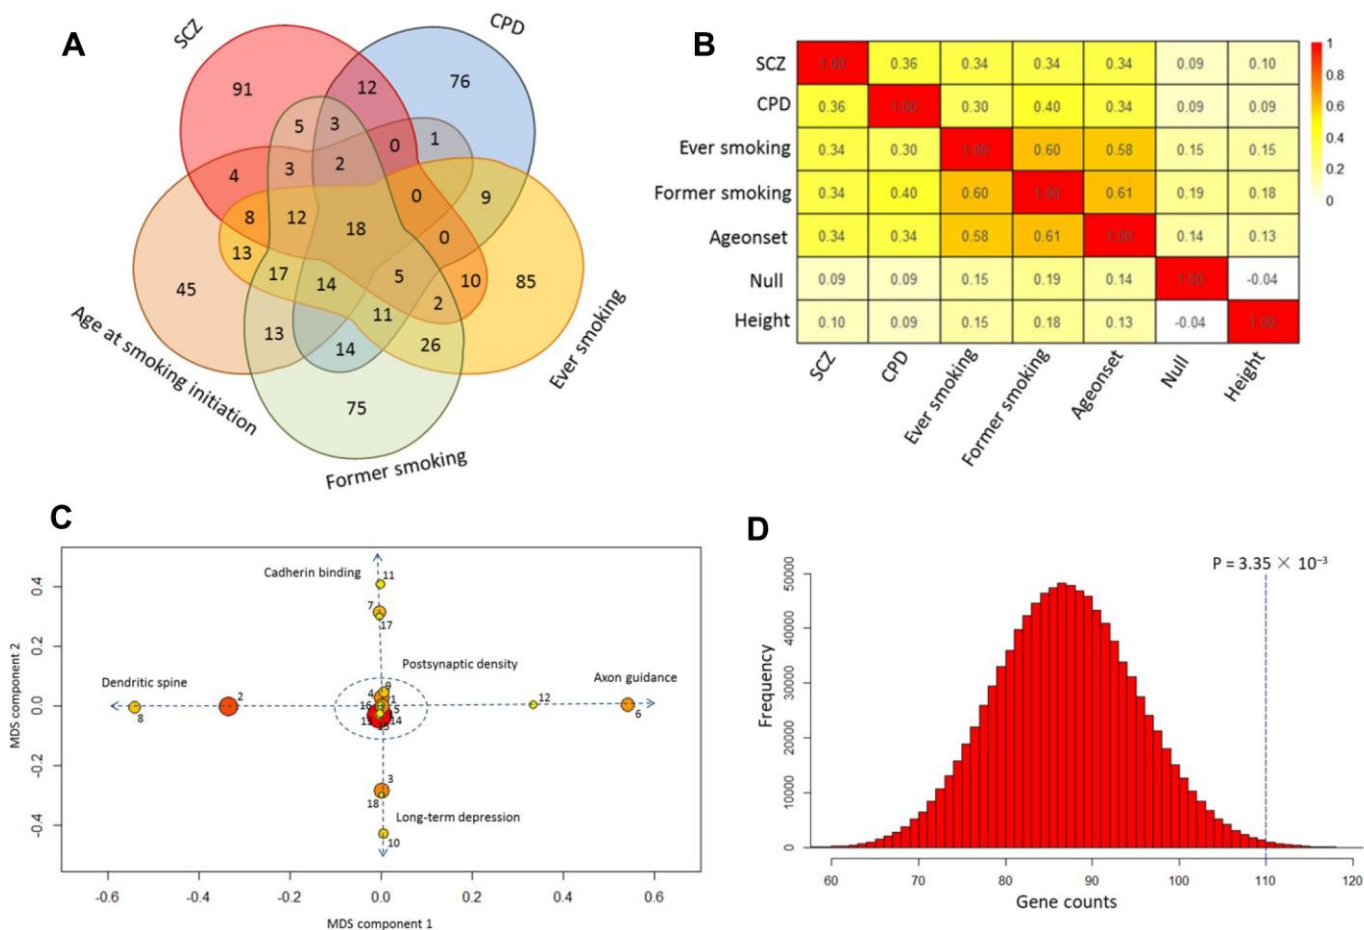 A
SCZ
CPD
91
12
76
5
3
0
1
4
3
2
0
9
8
12
18
0
13
17
14
5
10
85
45
2
13
11
14
26
75
Age at smoking initiation
Former smoking
Ever smoking
B
SCZ 1.00 0.36 0.34 0.34 0.34 0.09 0.10
CPD 0.36 1.00 0.30 0.40 0.34 0.09 0.09
Ever smoking 0.34 0.30 1.00 0.60 0.58 0.15 0.15
Former smoking 0.34 0.40 0.60 1.00 0.61 0.19 0.18
Ageonset 0.34 0.34 0.58 0.61 1.00 0.14 0.13
Null 0.09 0.09 0.15 0.19 0.14 1.00 -0.04
Height 0.10 0.09 0.15 0.18 0.13 -0.04 1.00
SCZ CPD Ever smoking Former smoking Ageonset Null Height
1
0.8
0.6
0.4
0.2
0
C
MDS component 2
0.4
0.2
0.0
-0.2
-0.4
Cadherin binding
11
7
17
Postsynaptic density
Dendritic spine
Axon guidance
8
2
9
4
1
16
5
14
12
6
3
18
Long-term depression
10
-0.6 -0.4 -0.2 0.0 0.2 0.4 0.6
MDS component 1
D
P = 3.35 × 10⁻³
Frequency
50000
40000
30000
20000
10000
0
60 70 80 90 100 110 120
Gene counts